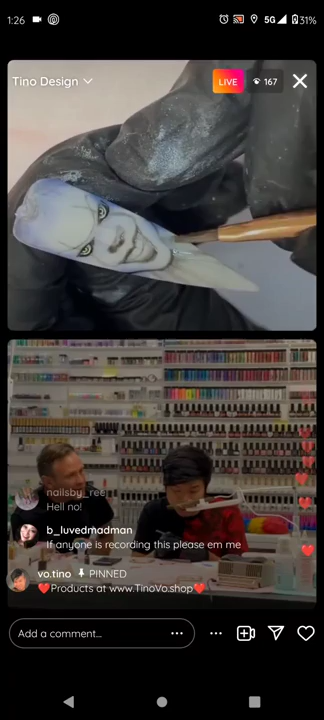 1:26
5G
31%
Tino Design
LIVE
167
nailsby_reen
Hell no!
b_luvedmadman
If anyone is recording this please em me
vo.tino PINNED
❤️Products at www.TinoVo.shop❤️
Add a comment...